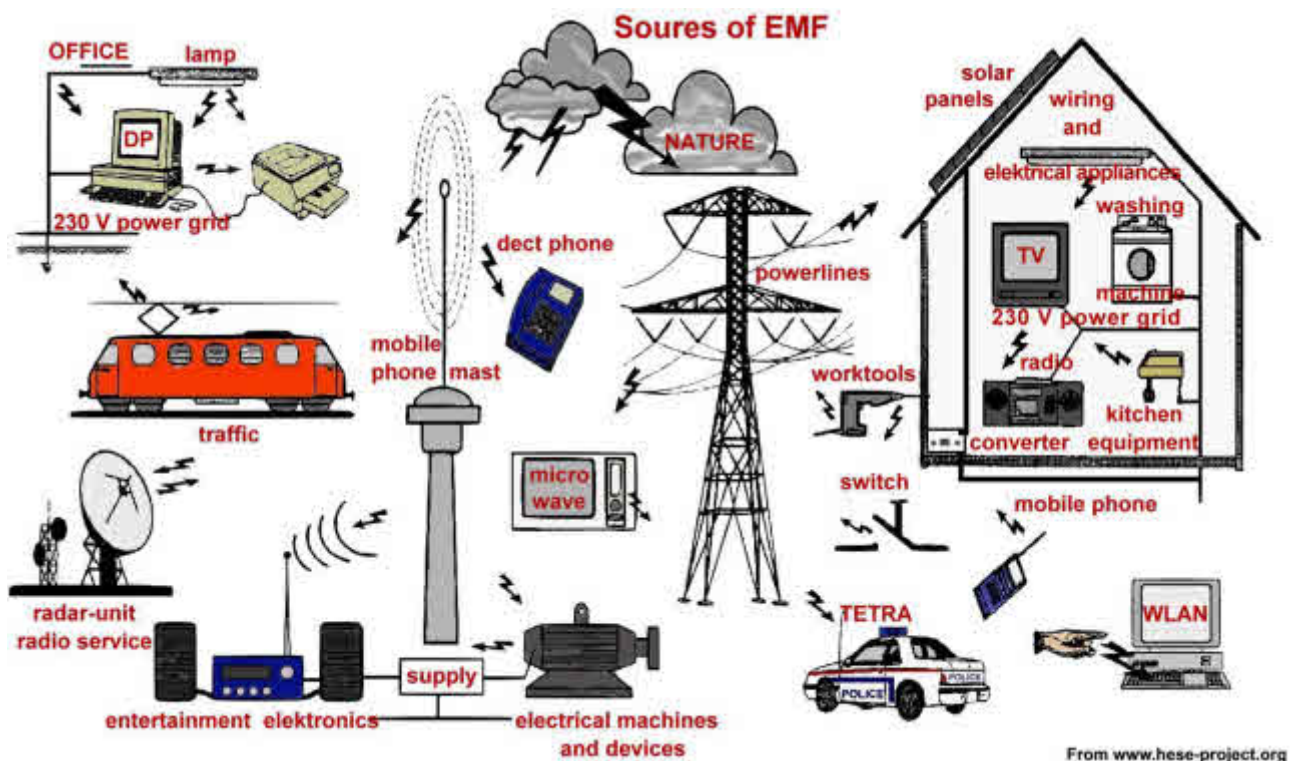 Soures of EMF
OFFICE
lamp
DP
230 V power grid
NATURE
solar
panels
wiring
and
elektrical appliances
washing
machine
TV
230 V power grid
radio
converter
kitchen
equipment
dect phone
mobile
phone mast
powerlines
worktools
traffic
micro
wave
switch
mobile phone
radar-unit
radio service
TETRA
POLICE
POLICE
WLAN
supply
entertainment elektronics
electrical machines
and devices
From www.hese-project.org